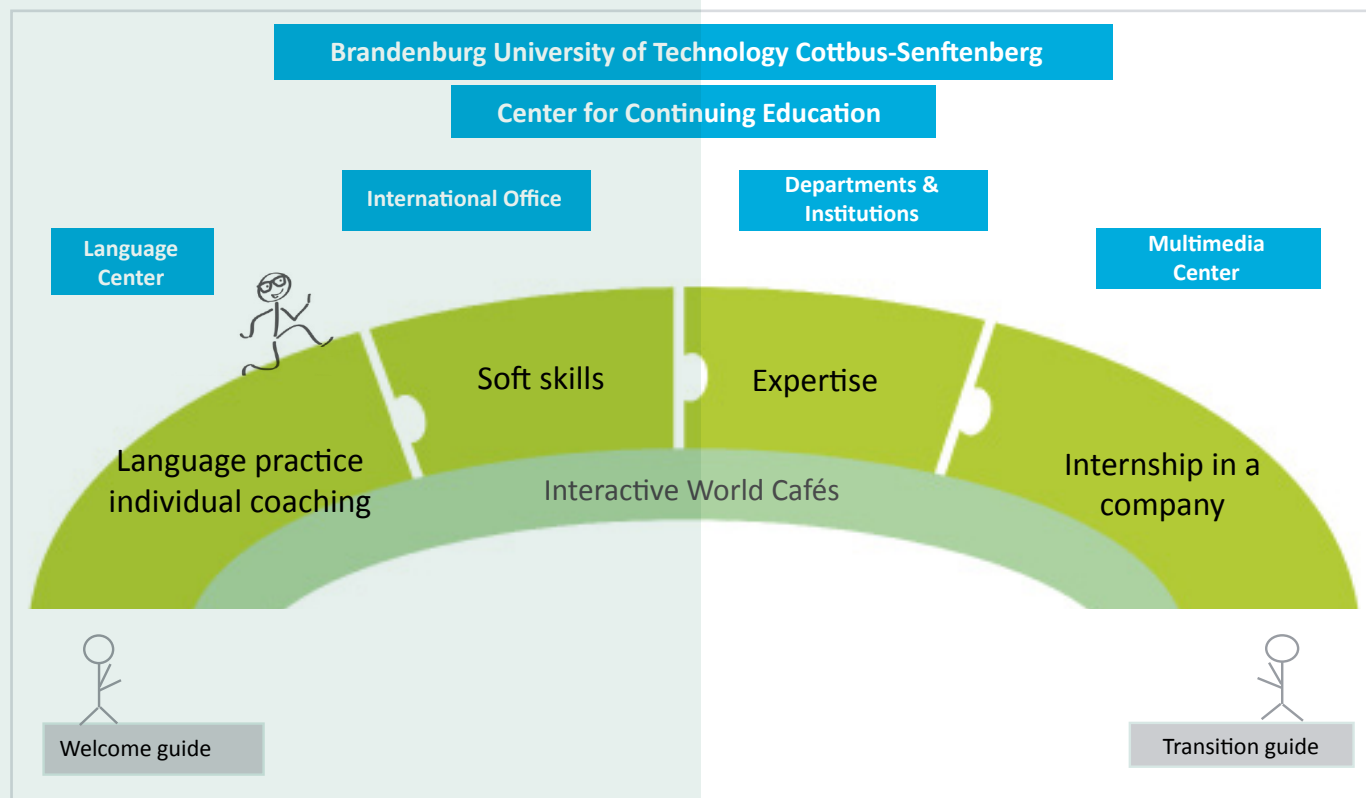 Brandenburg University of Technology Cottbus-Senftenberg
Center for Continuing Education
International Office
Departments &
Institutions
Language
Center
Multimedia
Center
Soft skills
Expertise
Language practice
individual coaching
Internship in a
company
Interactive World Cafés
Welcome guide
Transition guide